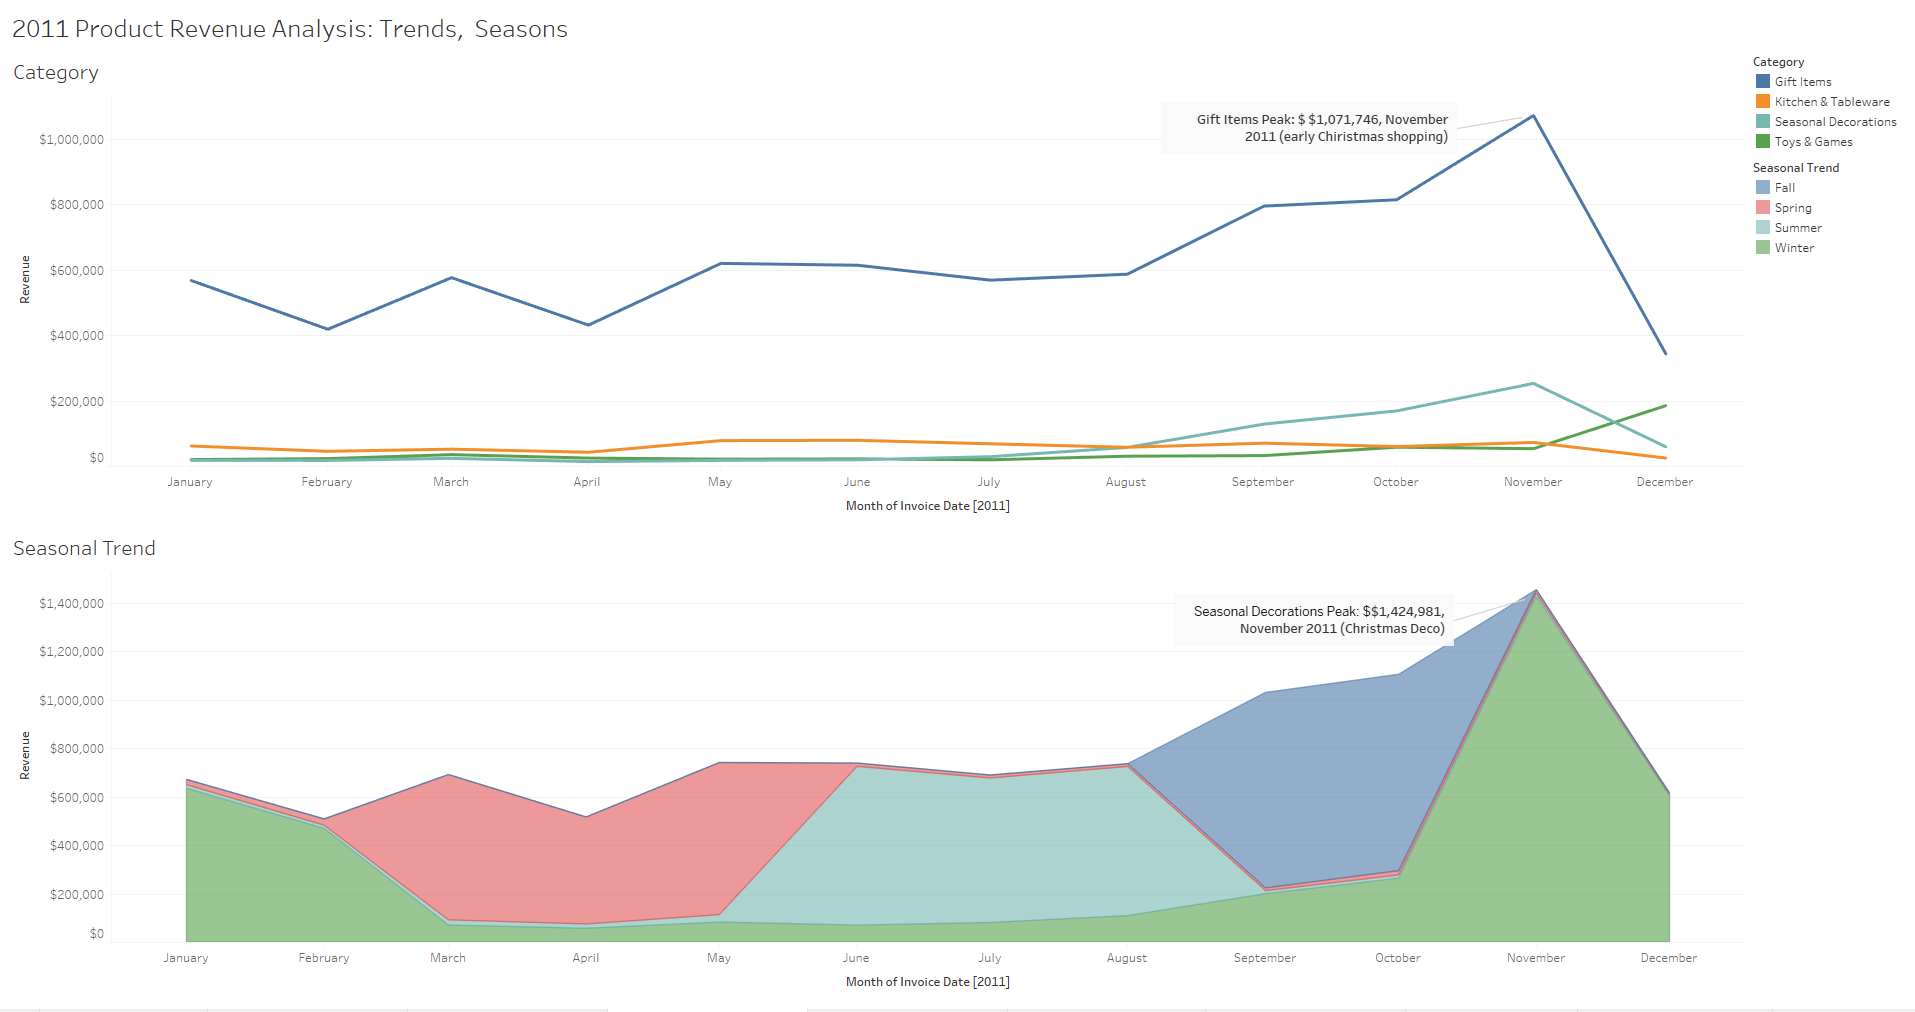 2011 Product Revenue Analysis: Trends,  Seasons
Category
Gift Items Peak: $ $1,071,746, November
2011 (early Chiristmas shopping)
$1,000,000
$800,000
$600,000
$400,000
$200,000
$0
Revenue
January
February
March
April
May
June
July
August
September
October
November
December
Month of Invoice Date [2011]
Category
Gift Items
Kitchen & Tableware
Seasonal Decorations
Toys & Games
Seasonal Trend
Fall
Spring
Summer
Winter
Seasonal Trend
Seasonal Decorations Peak: $$1,424,981,
November 2011 (Christmas Deco)
$1,400,000
$1,200,000
$1,000,000
$800,000
$600,000
$400,000
$200,000
$0
Revenue
January
February
March
April
May
June
July
August
September
October
November
December
Month of Invoice Date [2011]